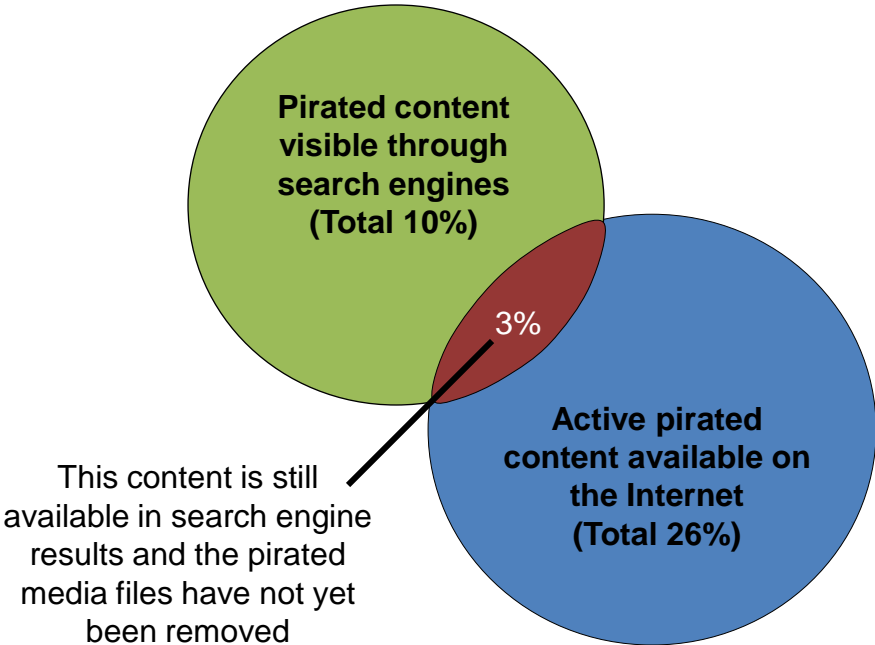 Pirated content
visible through
search engines
(Total 10%)
3%
Active pirated
content available on
the Internet
(Total 26%)
This content is still
available in search engine
results and the pirated
media files have not yet
been removed